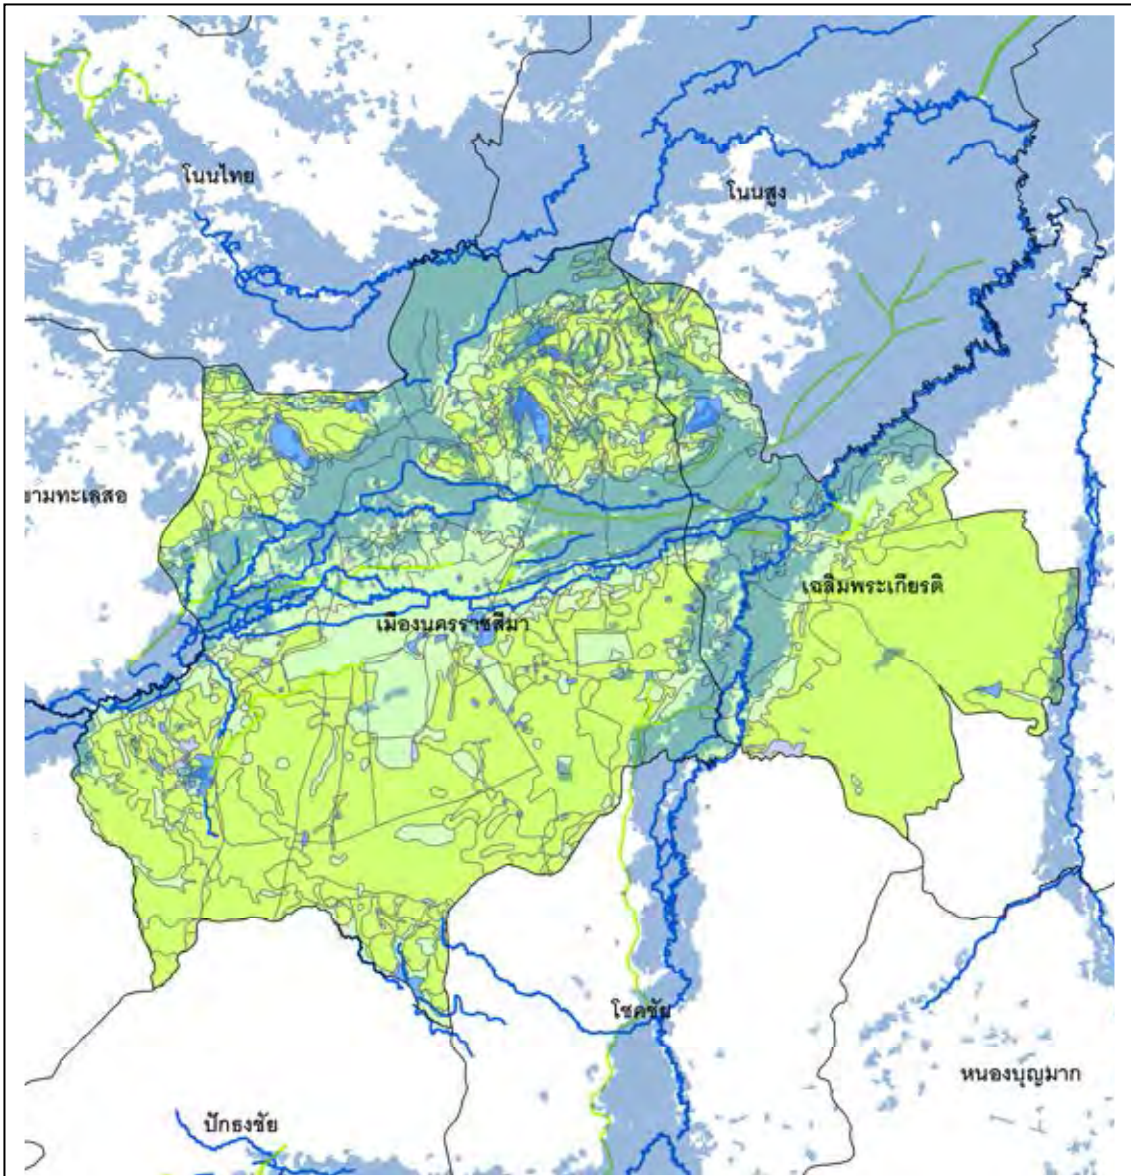 โนนไทย
โนนสูง
ขามทะเลสอ
เฉลิมพระเกียรติ
เมืองนครราชสีมา
โชคชัย
หนองบุญมาก
ปักธงชัย